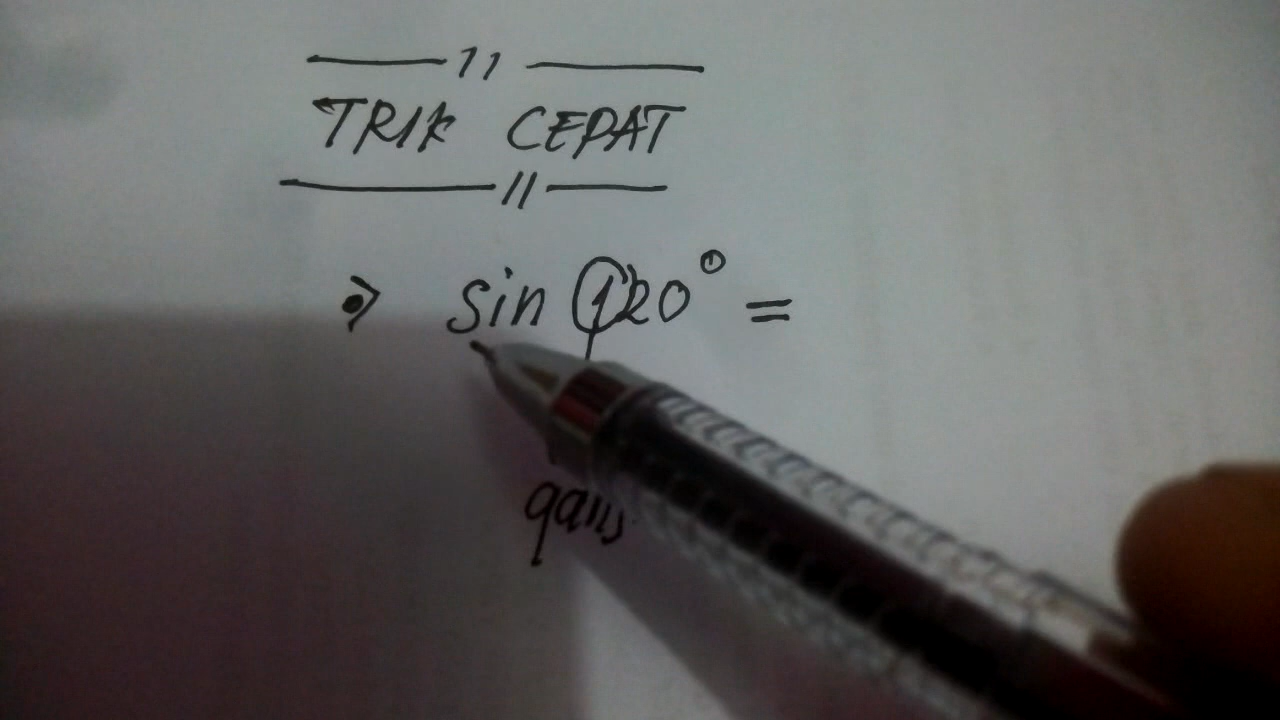 TRIK CEPAT
sin 120° =